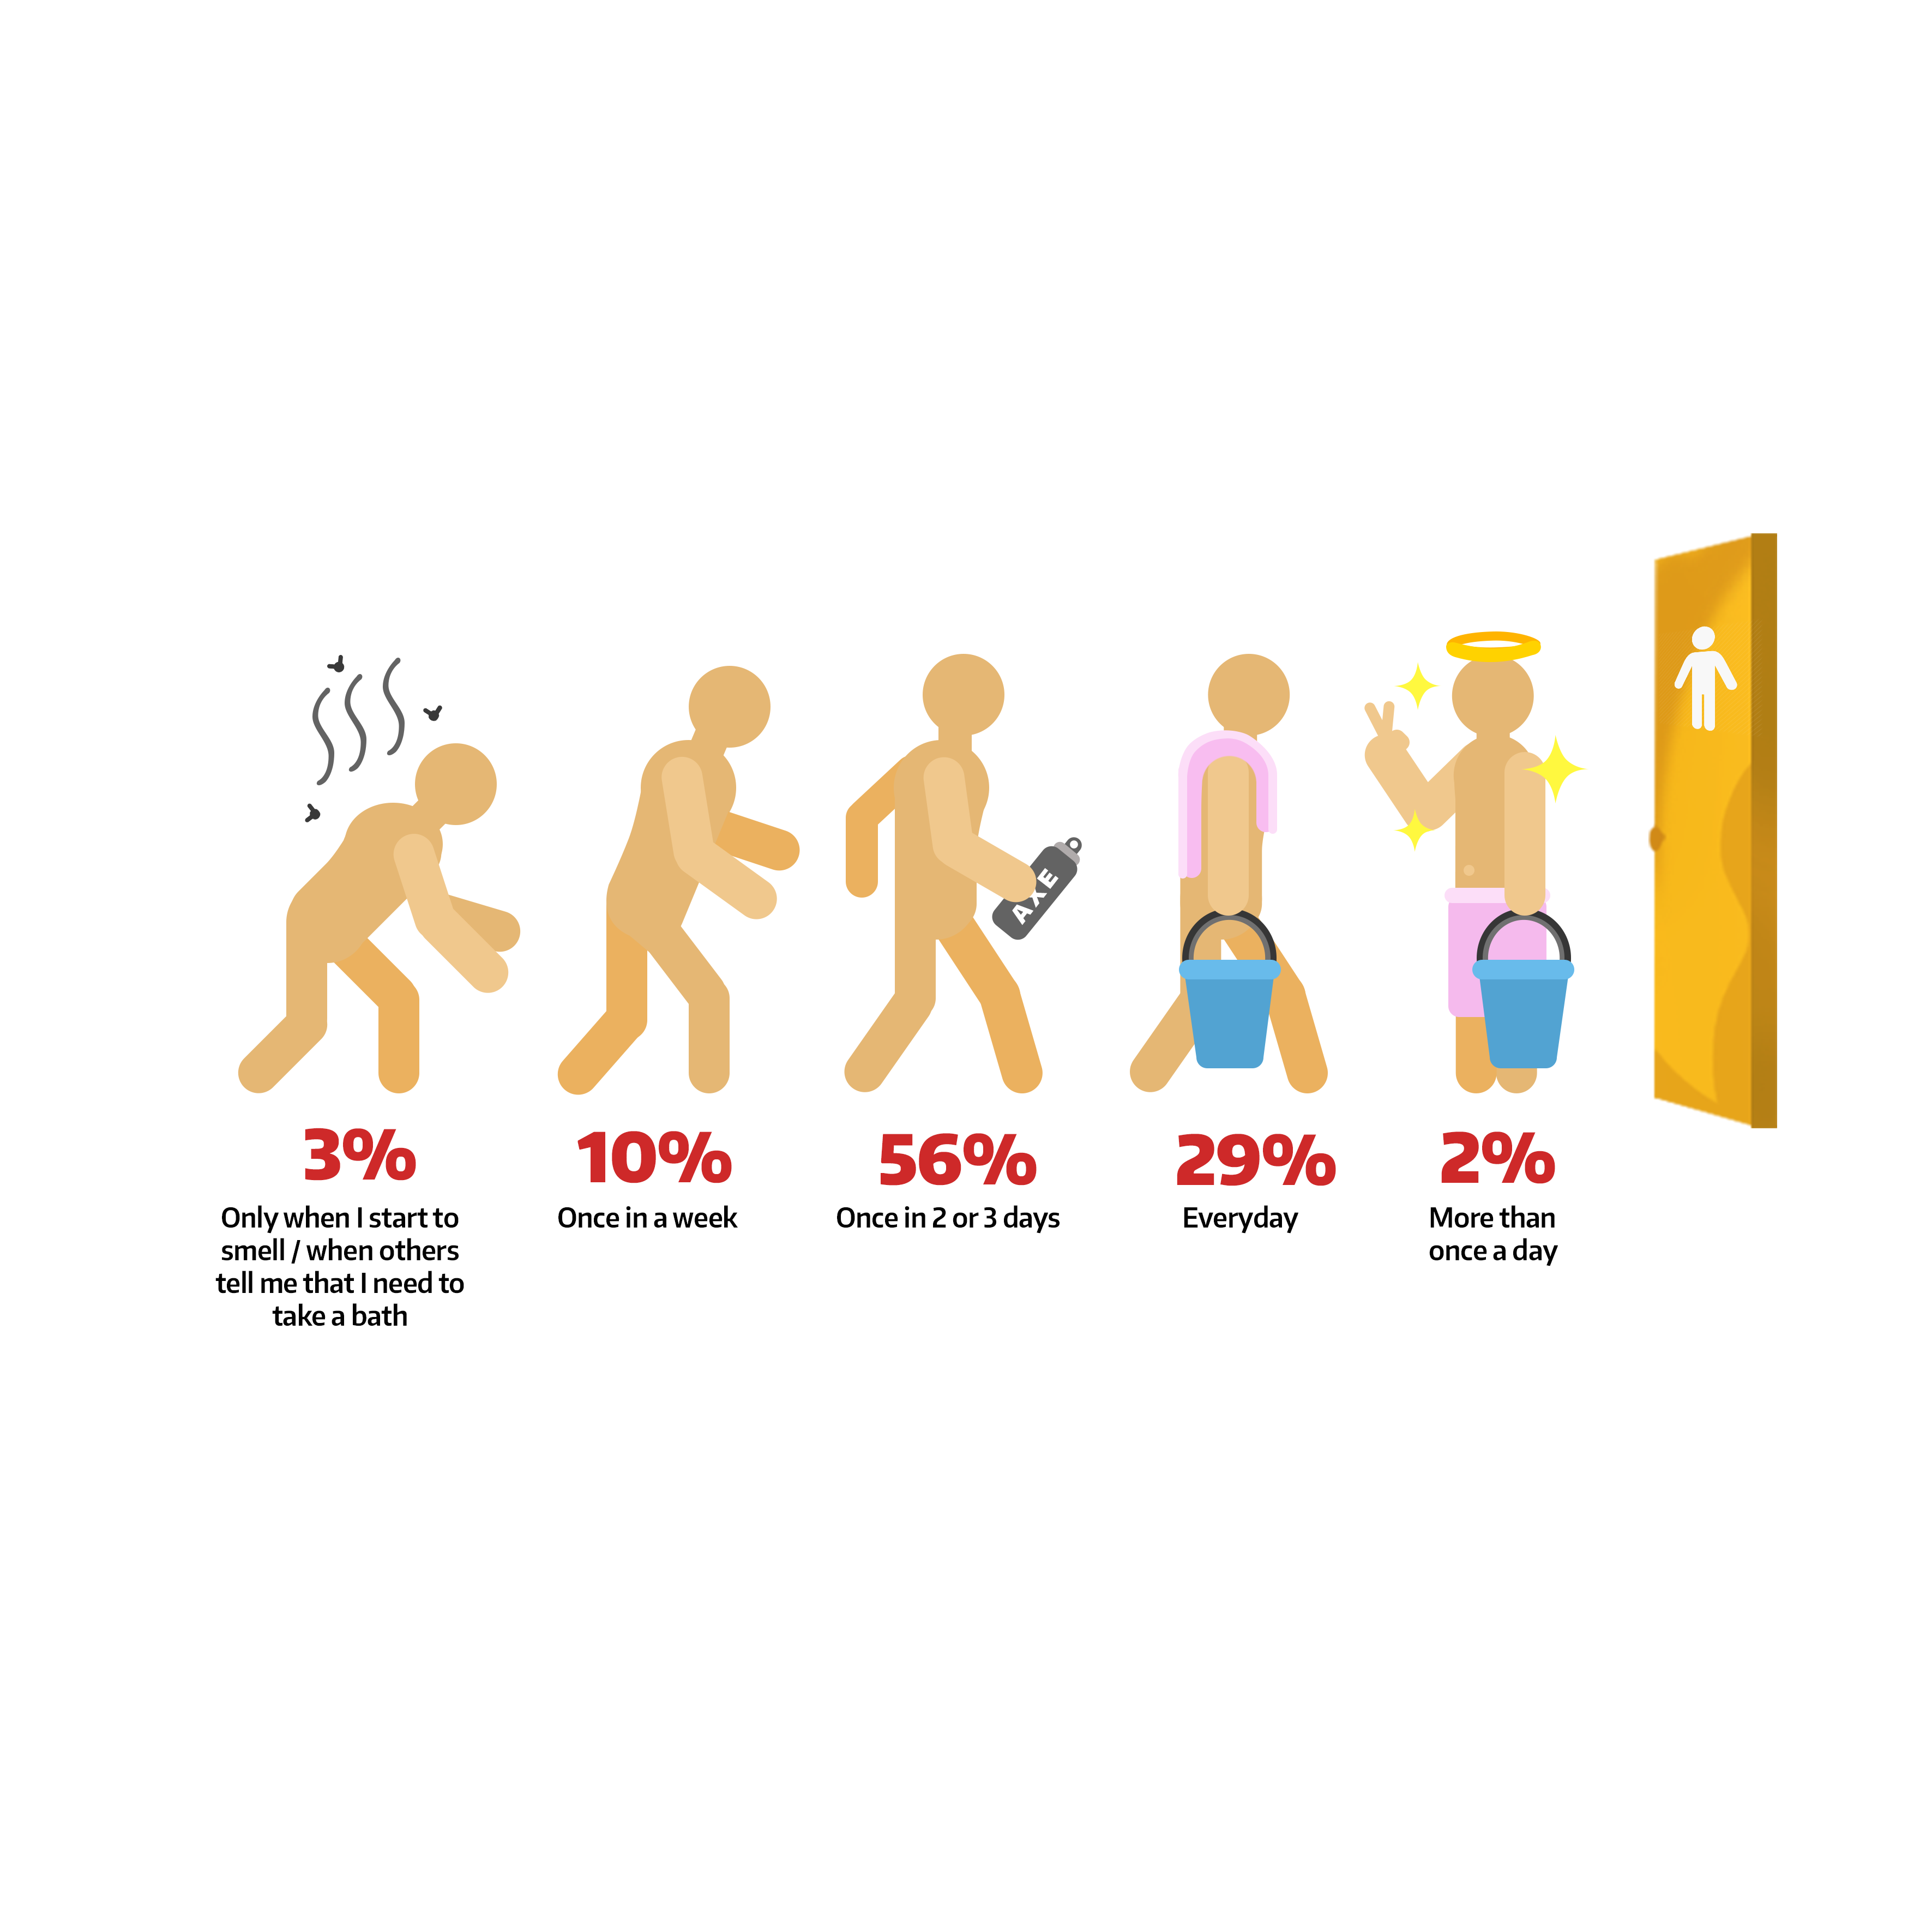 AXE
3%
Only when I start to
smell / when others
tell me that I need to
take a bath
10%
Once in a week
56%
Once in 2 or 3 days
29%
Everyday
2%
More than
once a day